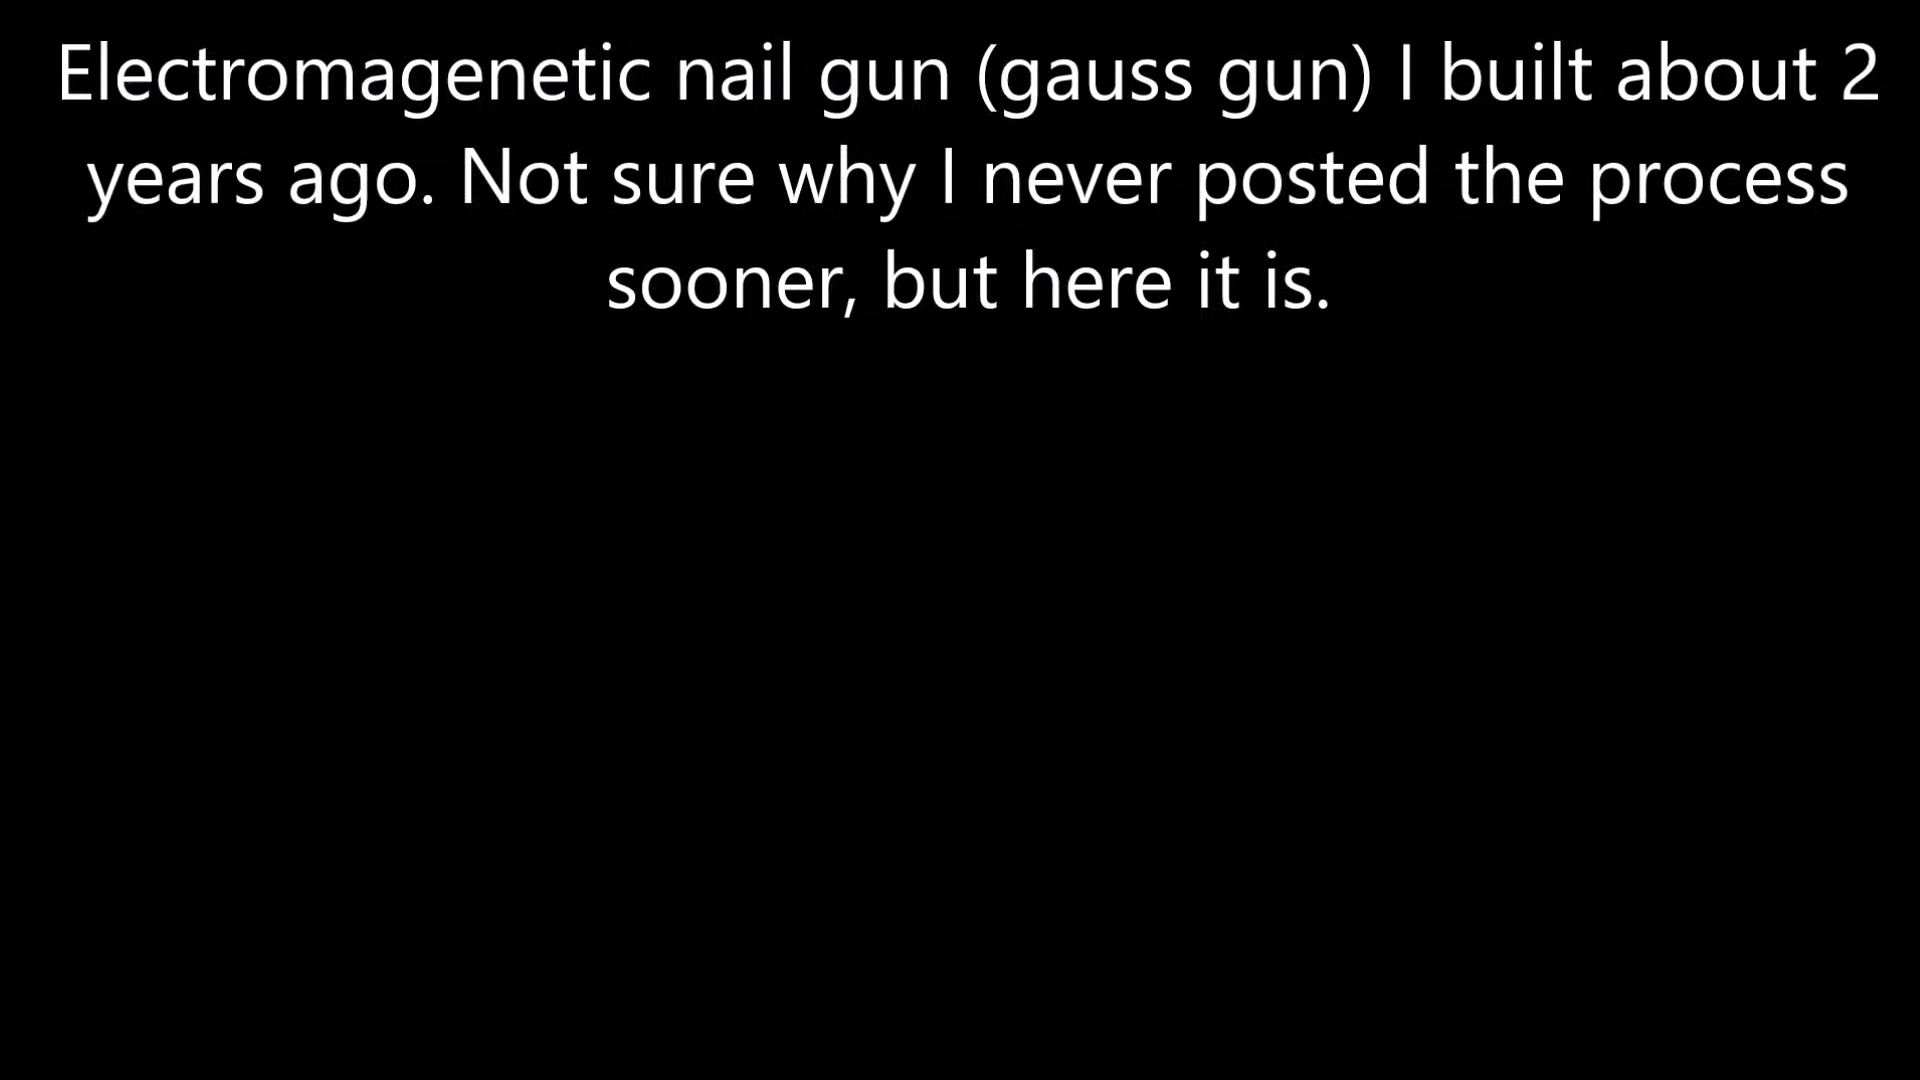 Electromagenetic nail gun (gauss gun) I built about 2
years ago. Not sure why I never posted the process
sooner, but here it is.